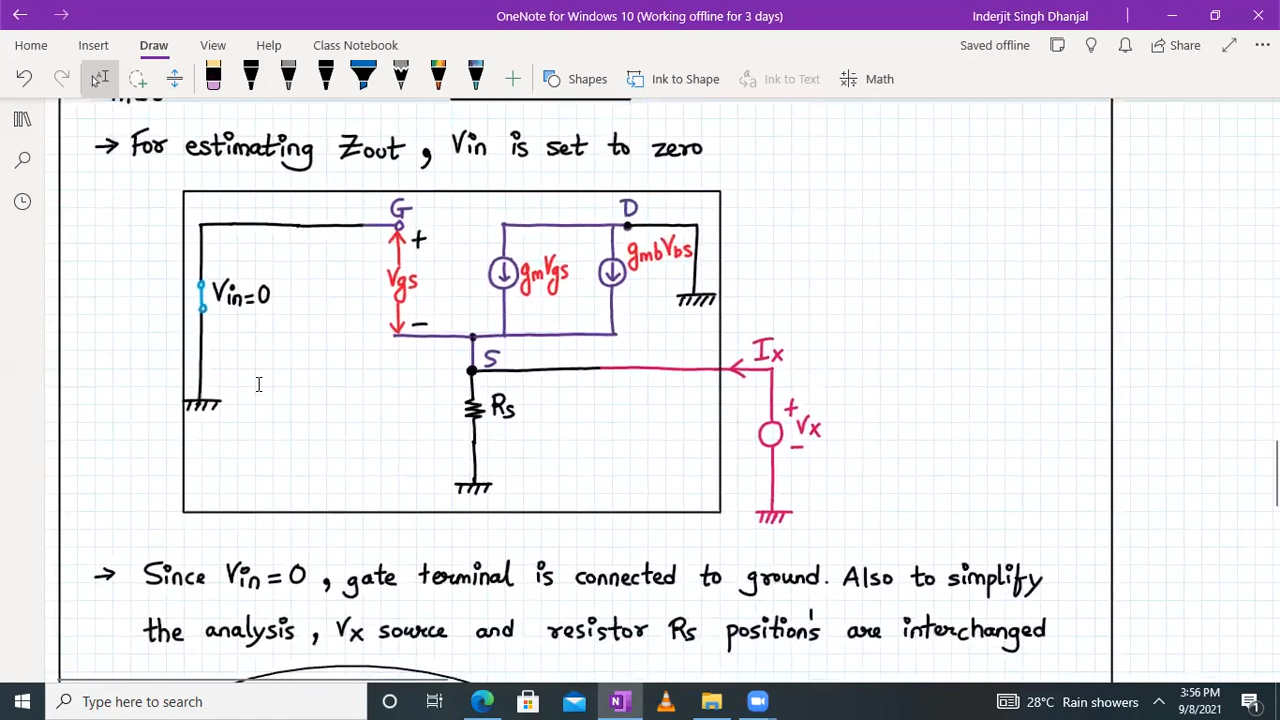 OneNote for Windows 10 (Working offline for 3 days)
Inderjit Singh Dhanjal
Home Insert Draw View Help Class Notebook
Saved offline
Share
Shapes
Ink to Shape
Ink to Text
Math
→ For estimating Zout, Vin is set to zero
G
D
+
Vgs
−
gmVgs
gmbVbs
Vin=0
S
Ix
Rs
+
Vx
−
→ Since Vin=0, gate terminal is connected to ground. Also to simplify
the analysis, Vx source and resistor Rs position's are interchanged
Type here to search
28°C Rain showers
3:56 PM
9/8/2021
1